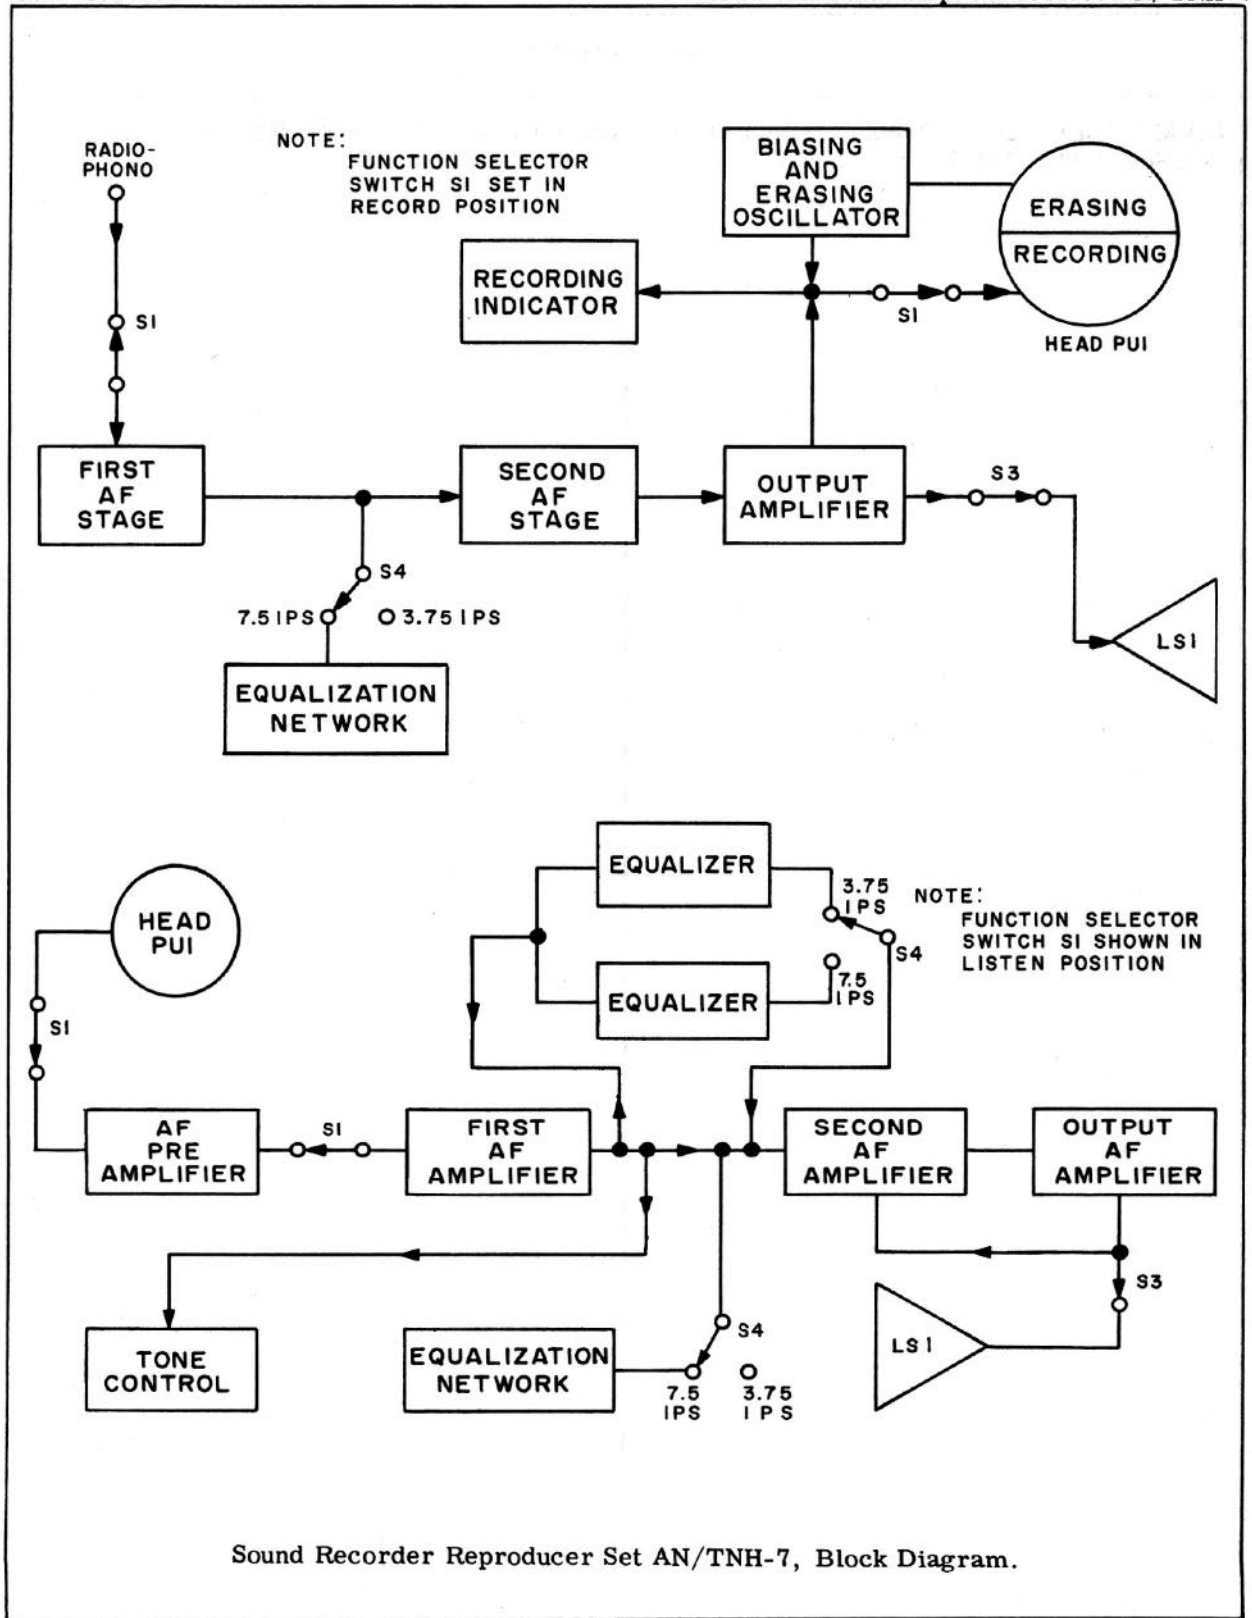 RADIO-
PHONO
NOTE:
FUNCTION SELECTOR
SWITCH S1 SET IN
RECORD POSITION
BIASING
AND
ERASING
OSCILLATOR
ERASING
RECORDING
HEAD PU1
RECORDING
INDICATOR
S1
S1
FIRST
AF
STAGE
SECOND
AF
STAGE
OUTPUT
AMPLIFIER
S3
S4
7.5 IPS
3.75 IPS
EQUALIZATION
NETWORK
LS1
HEAD
PU1
S1
EQUALIZER
EQUALIZER
3.75
IPS
S4
7.5
IPS
NOTE:
FUNCTION SELECTOR
SWITCH S1 SHOWN IN
LISTEN POSITION
AF
PRE
AMPLIFIER
S1
FIRST
AF
AMPLIFIER
SECOND
AF
AMPLIFIER
OUTPUT
AF
AMPLIFIER
S3
LS1
TONE
CONTROL
EQUALIZATION
NETWORK
S4
7.5
IPS
3.75
IPS
Sound Recorder Reproducer Set AN/TNH-7, Block Diagram.